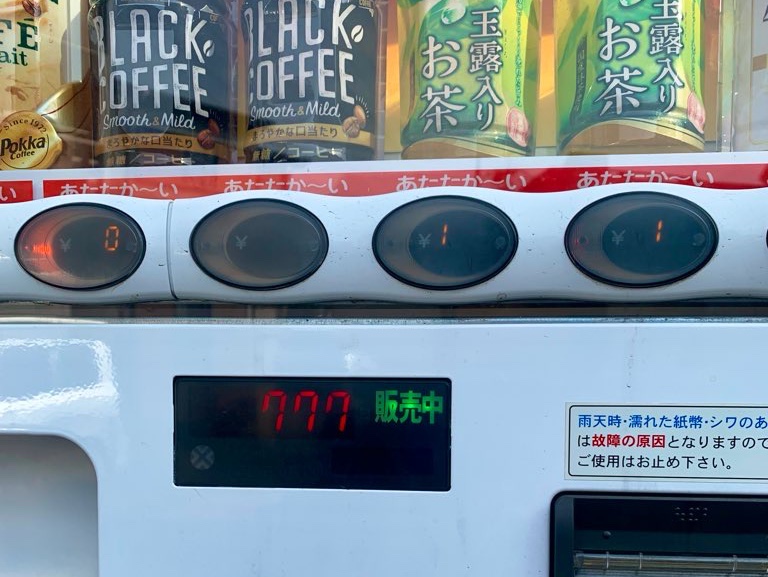 ait
Since 1972
Pokka
Coffee
BLACK
COFFEE
Smooth & Mild
まろやかな口当たり
BLACK
COFFEE
Smooth & Mild
まろやかな口当たり
玉露入り
お茶
玉露入り
お茶
い
あたたか〜い
あたたか〜い
あたたか〜い
あたたか〜い
¥ 0
¥
¥ 1
¥ 1
777 販売中
雨天時・濡れた紙幣・シワのあ
は故障の原因となりますので
ご使用はお止め下さい。